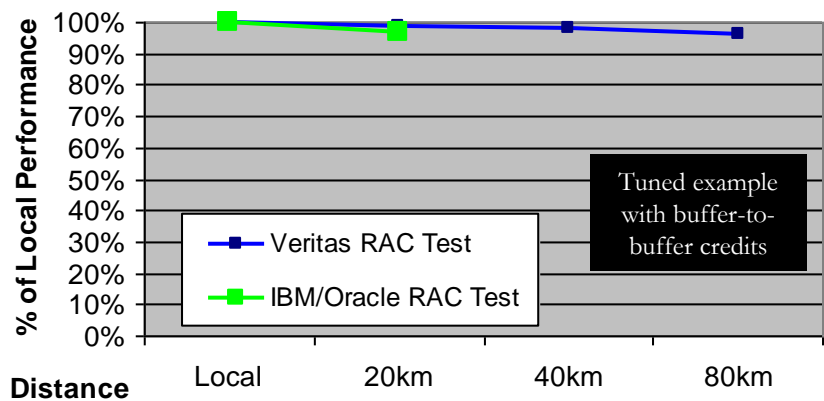 % of Local Performance
100%
90%
80%
70%
60%
50%
40%
30%
20%
10%
0%
Tuned example
with buffer-to-
buffer credits
Veritas RAC Test
IBM/Oracle RAC Test
Distance
Local
20km
40km
80km